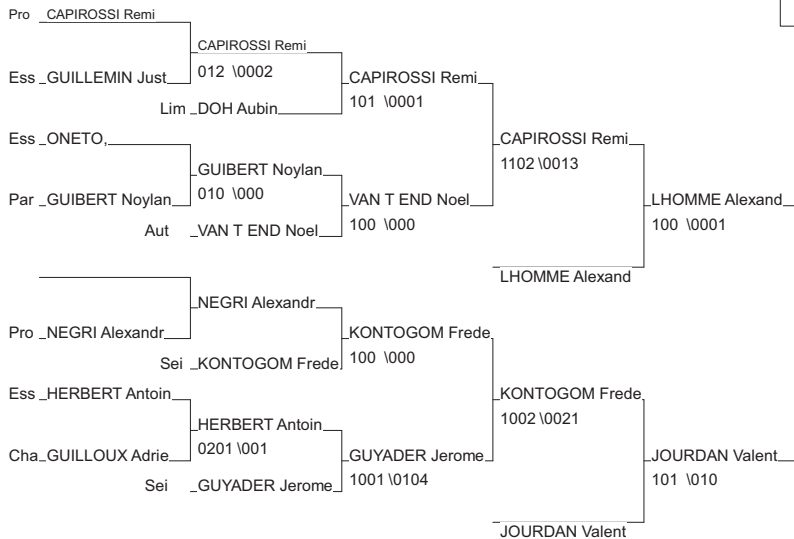 Pro CAPIROSSI Remi
CAPIROSSI Remi
012 \0002
Ess GUILLEMIN Just
CAPIROSSI Remi
101 \0001
Lim DOH Aubin
Ess ONETO,
CAPIROSSI Remi
1102 \0013
GUIBERT Noylan
010 \000
Par GUIBERT Noylan
VAN T END Noel
100 \000
LHOMME Alexand
100 \0001
Aut VAN T END Noel
LHOMME Alexand
NEGRI Alexandr
Pro NEGRI Alexandr
KONTOGOM Frede
100 \000
Sei KONTOGOM Frede
Ess HERBERT Antoin
KONTOGOM Frede
1002 \0021
HERBERT Antoin
0201 \001
Cha GUILLOUX Adrie
GUYADER Jerome
1001 \0104
JOURDAN Valent
101 \010
Sei GUYADER Jerome
JOURDAN Valent